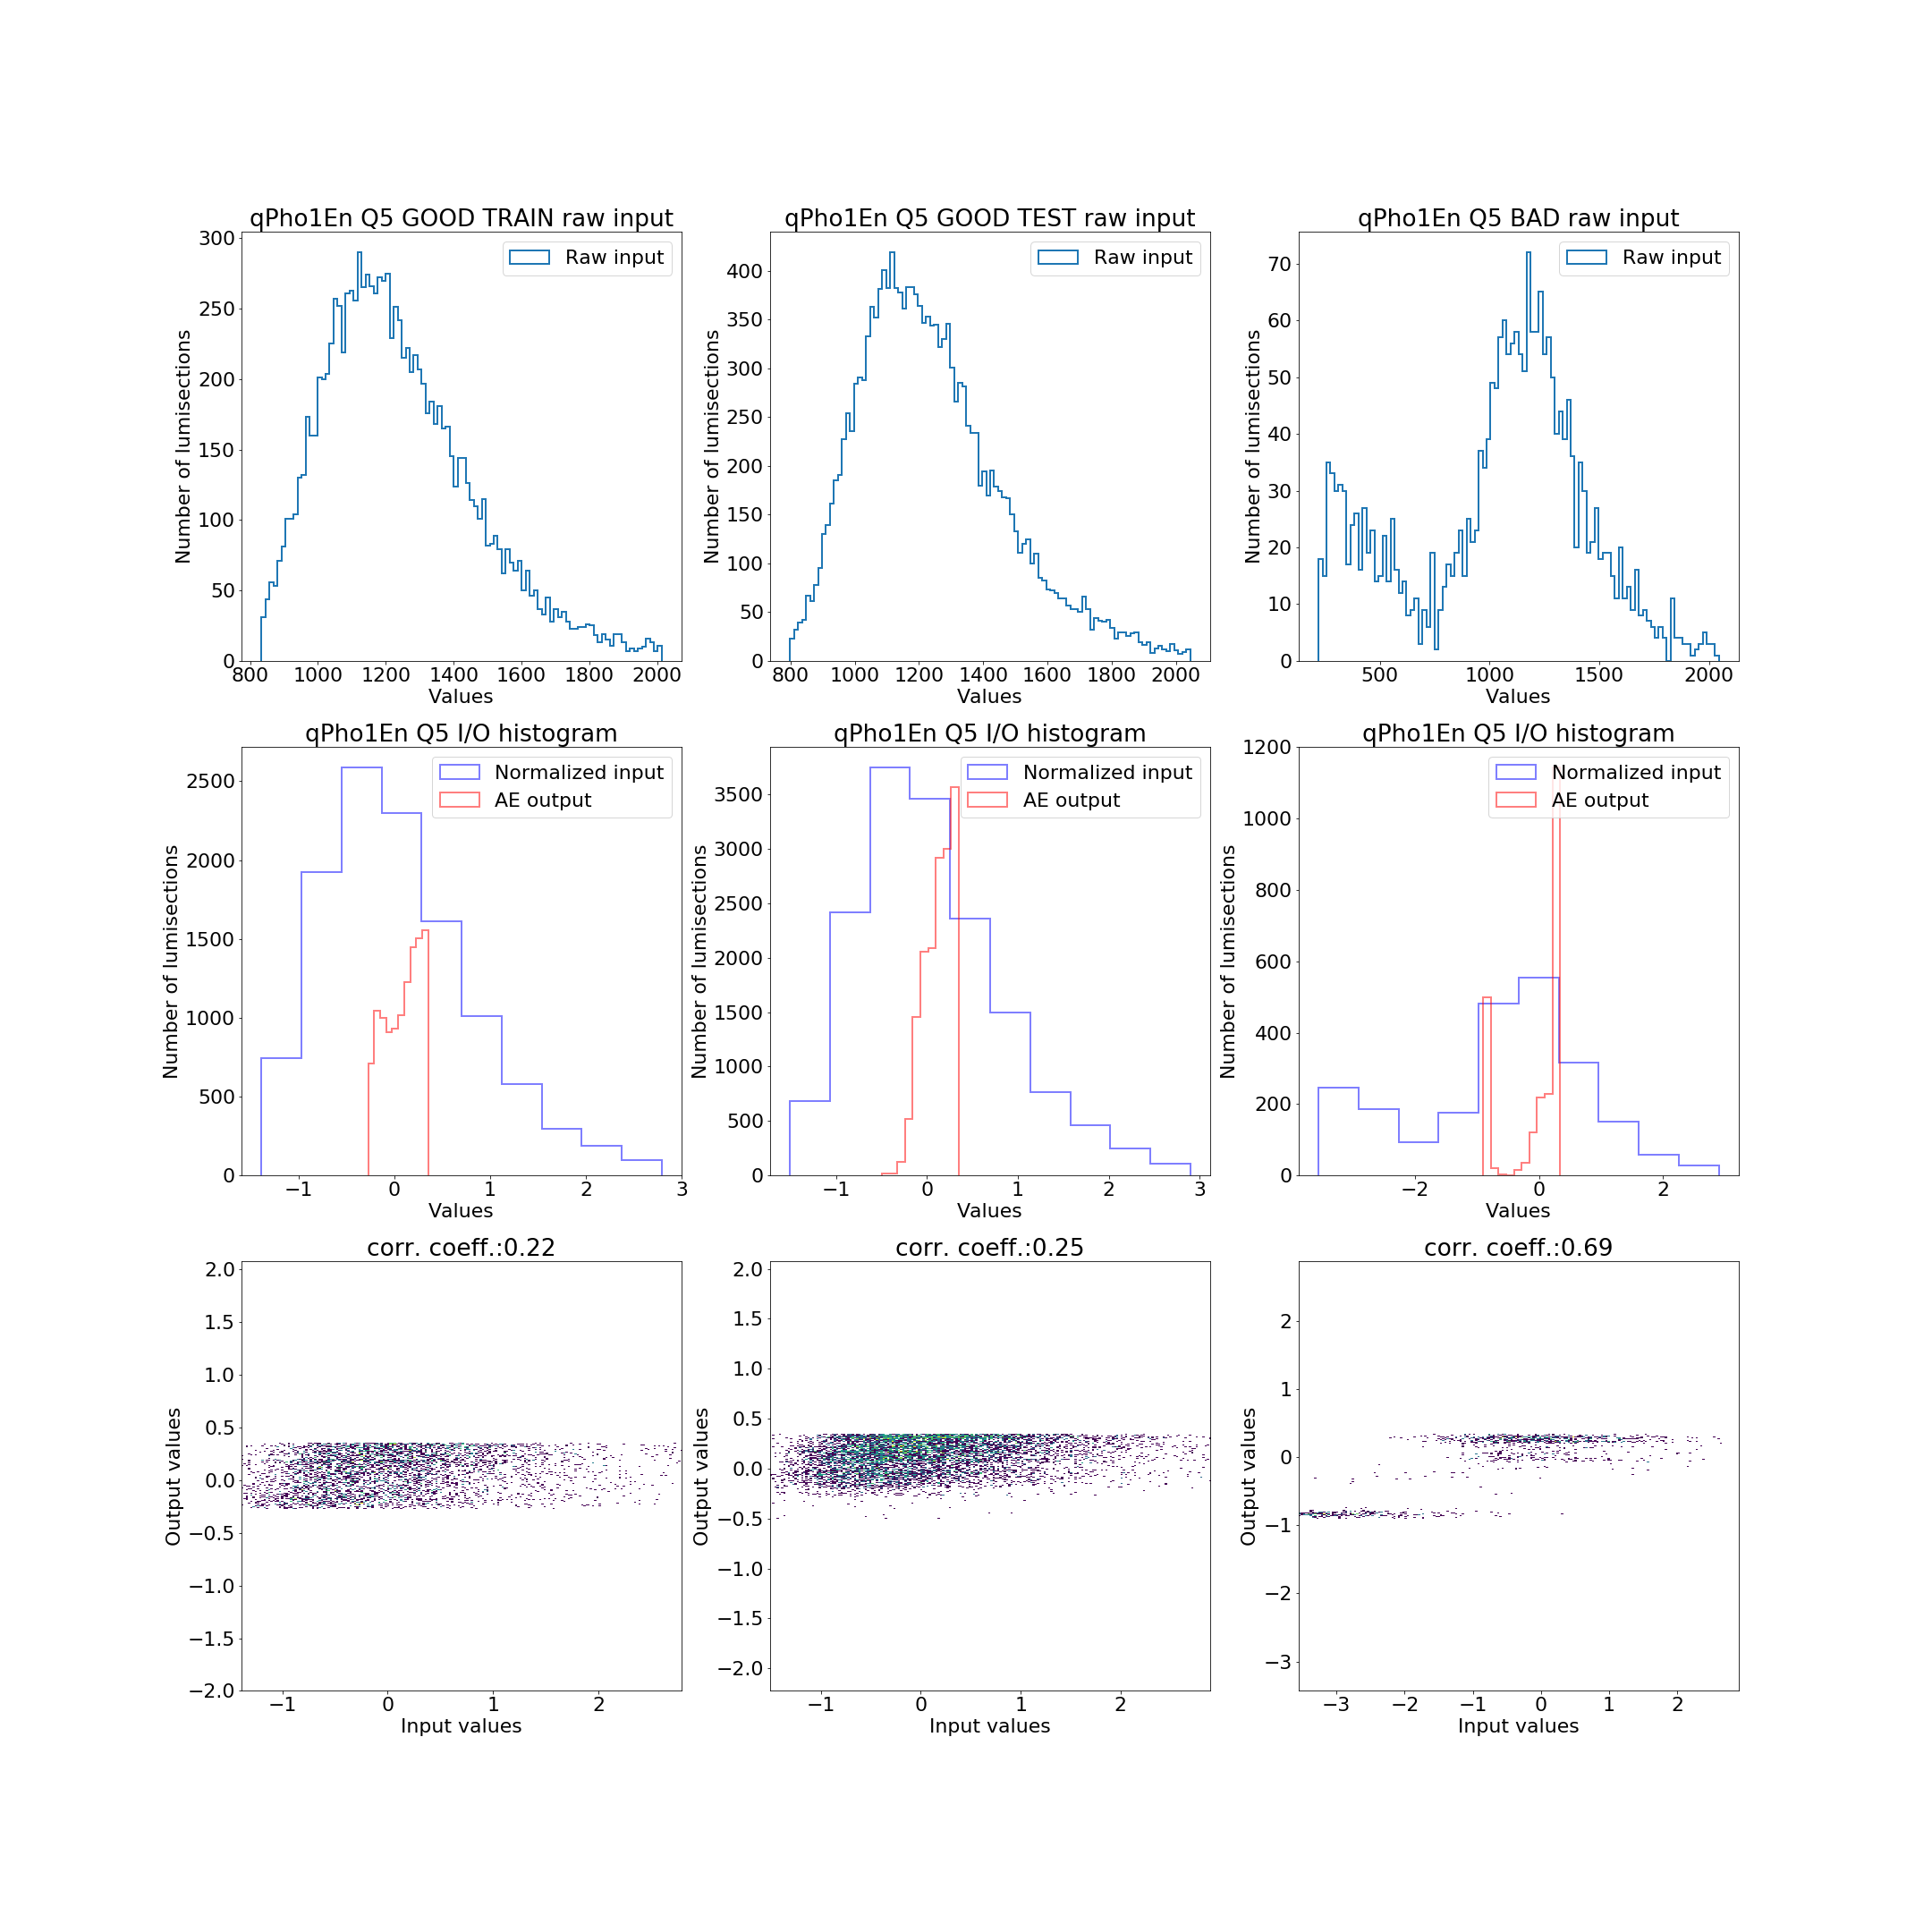 qPho1En Q5 GOOD TRAIN raw input
Raw input
300
250
200
150
100
50
0
Number of lumisections
800 1000 1200 1400 1600 1800 2000
Values
qPho1En Q5 GOOD TEST raw input
Raw input
400
350
300
250
200
150
100
50
0
Number of lumisections
800 1000 1200 1400 1600 1800 2000
Values
qPho1En Q5 BAD raw input
Raw input
70
60
50
40
30
20
10
0
Number of lumisections
500 1000 1500 2000
Values
qPho1En Q5 I/O histogram
Normalized input
AE output
2500
2000
1500
1000
500
0
Number of lumisections
−1 0 1 2 3
Values
qPho1En Q5 I/O histogram
Normalized input
AE output
3500
3000
2500
2000
1500
1000
500
0
Number of lumisections
−1 0 1 2 3
Values
qPho1En Q5 I/O histogram
Normalized input
AE output
1200
1000
800
600
400
200
0
Number of lumisections
−2 0 2
Values
corr. coeff.:0.22
2.0
1.5
1.0
0.5
0.0
−0.5
−1.0
−1.5
−2.0
Output values
−1 0 1 2
Input values
corr. coeff.:0.25
2.0
1.5
1.0
0.5
0.0
−0.5
−1.0
−1.5
−2.0
Output values
−1 0 1 2
Input values
corr. coeff.:0.69
2
1
0
−1
−2
−3
Output values
−3 −2 −1 0 1 2
Input values